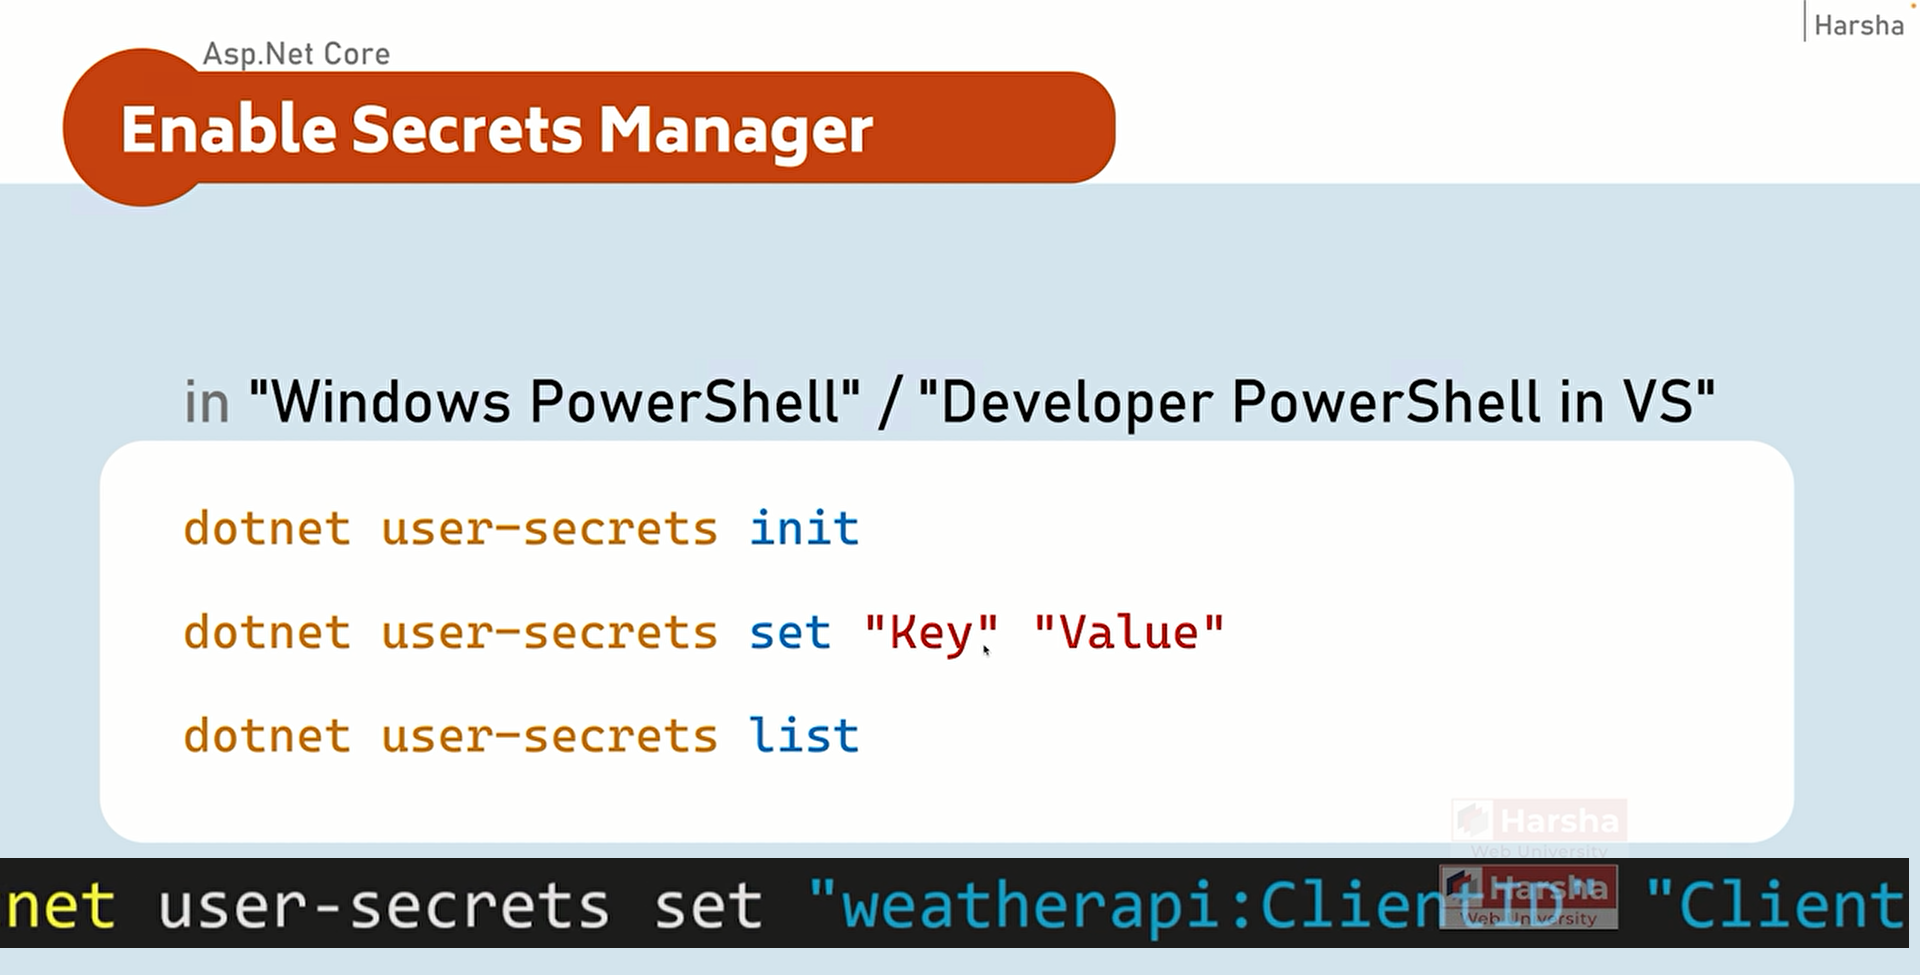 Asp.Net Core
Harsha
Enable Secrets Manager
in "Windows PowerShell" / "Developer PowerShell in VS"
dotnet user-secrets init
dotnet user-secrets set "Key" "Value"
dotnet user-secrets list
Harsha
Web University
net user-secrets set "weatherapi:ClientID" "Client
Harsha
Web University